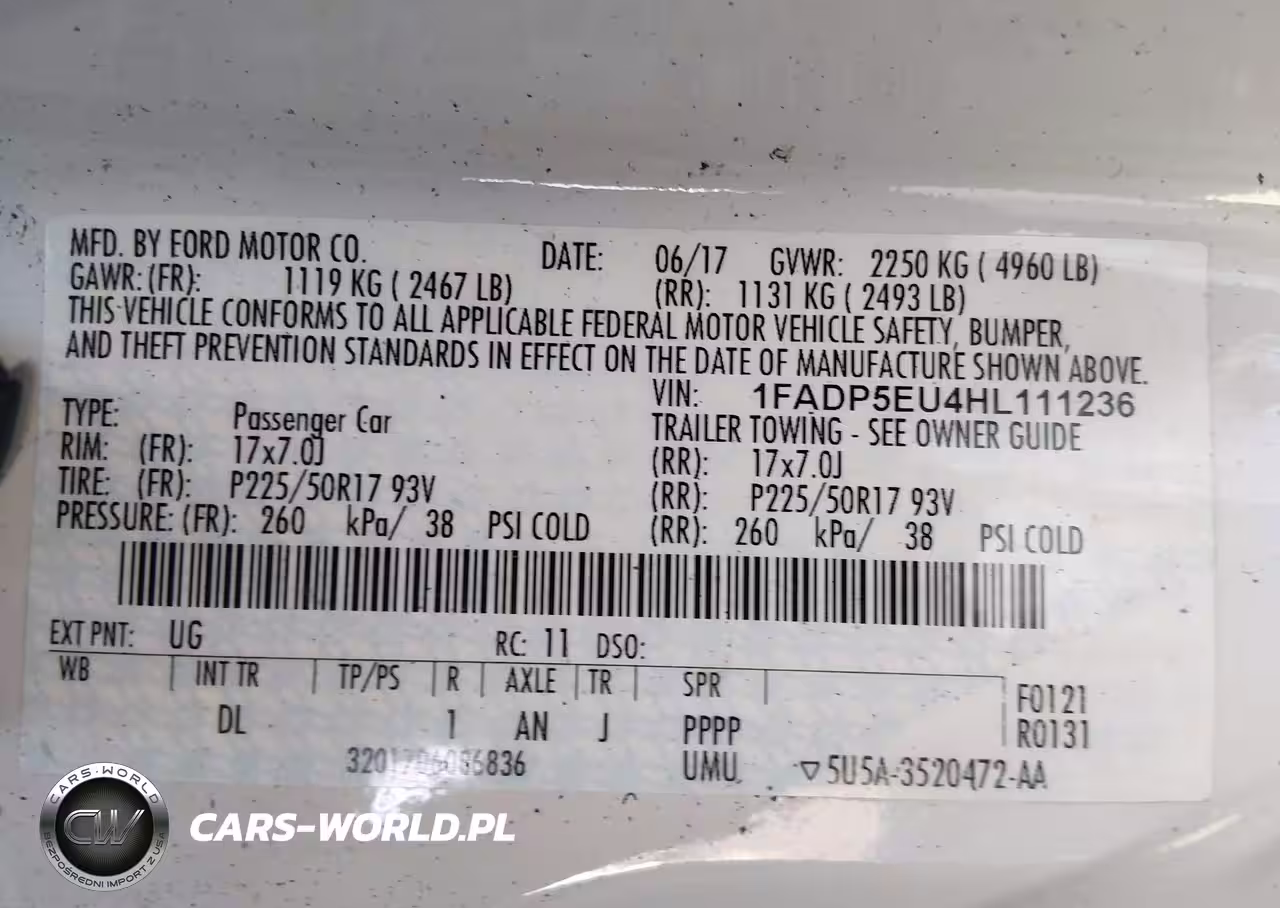 MFD. BY FORD MOTOR CO. DATE: 06/17 GVWR: 2250 KG ( 4960 LB)
GAWR: (FR): 1119 KG ( 2467 LB) (RR): 1131 KG ( 2493 LB)
THIS VEHICLE CONFORMS TO ALL APPLICABLE FEDERAL MOTOR VEHICLE SAFETY, BUMPER,
AND THEFT PREVENTION STANDARDS IN EFFECT ON THE DATE OF MANUFACTURE SHOWN ABOVE.
VIN: 1FADP5EU4HL111236
TYPE: Passenger Car TRAILER TOWING - SEE OWNER GUIDE
RIM: (FR): 17x7.0J (RR): 17x7.0J
TIRE: (FR): P225/50R17 93V (RR): P225/50R17 93V
PRESSURE: (FR): 260 kPa/ 38 PSI COLD (RR): 260 kPa/ 38 PSI COLD
EXT PNT: UG RC: 11 DSO:
WB INT TR TP/PS R AXLE TR SPR F0121
DL 1 AN J PPPP R0131
UMU ▽5U5A-3520472-AA
CARS-WORLD
CW
BEZPOŚREDNI IMPORT Z USA
CARS-WORLD.PL